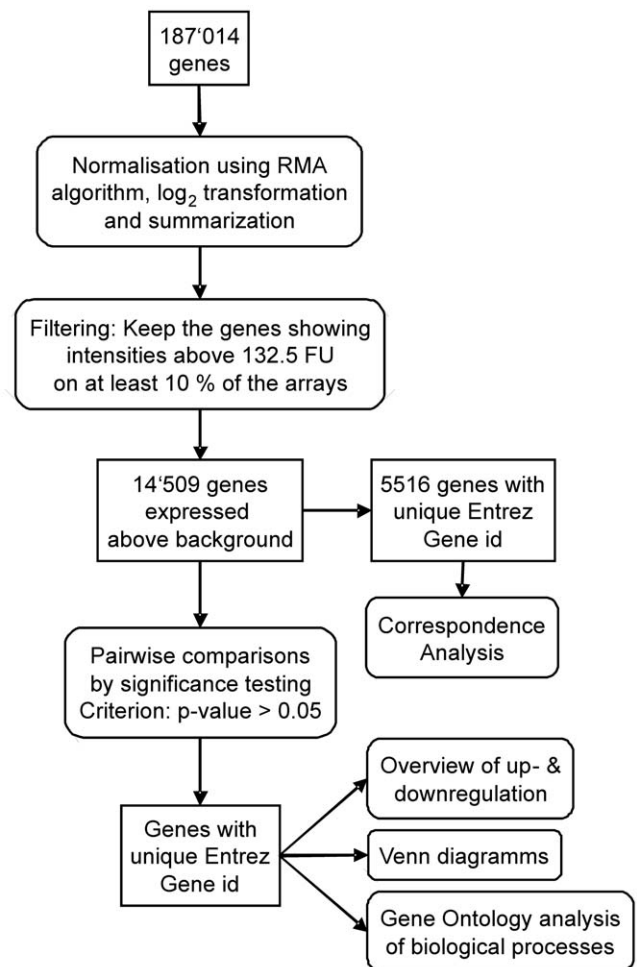 187‘014
genes
Normalisation using RMA
algorithm, log₂ transformation
and summarization
Filtering: Keep the genes showing
intensities above 132.5 FU
on at least 10 % of the arrays
14‘509 genes
expressed
above background
5516 genes with
unique Entrez
Gene id
Correspondence
Analysis
Pairwise comparisons
by significance testing
Criterion: p-value > 0.05
Genes with
unique Entrez
Gene id
Overview of up- &
downregulation
Venn diagramms
Gene Ontology analysis
of biological processes